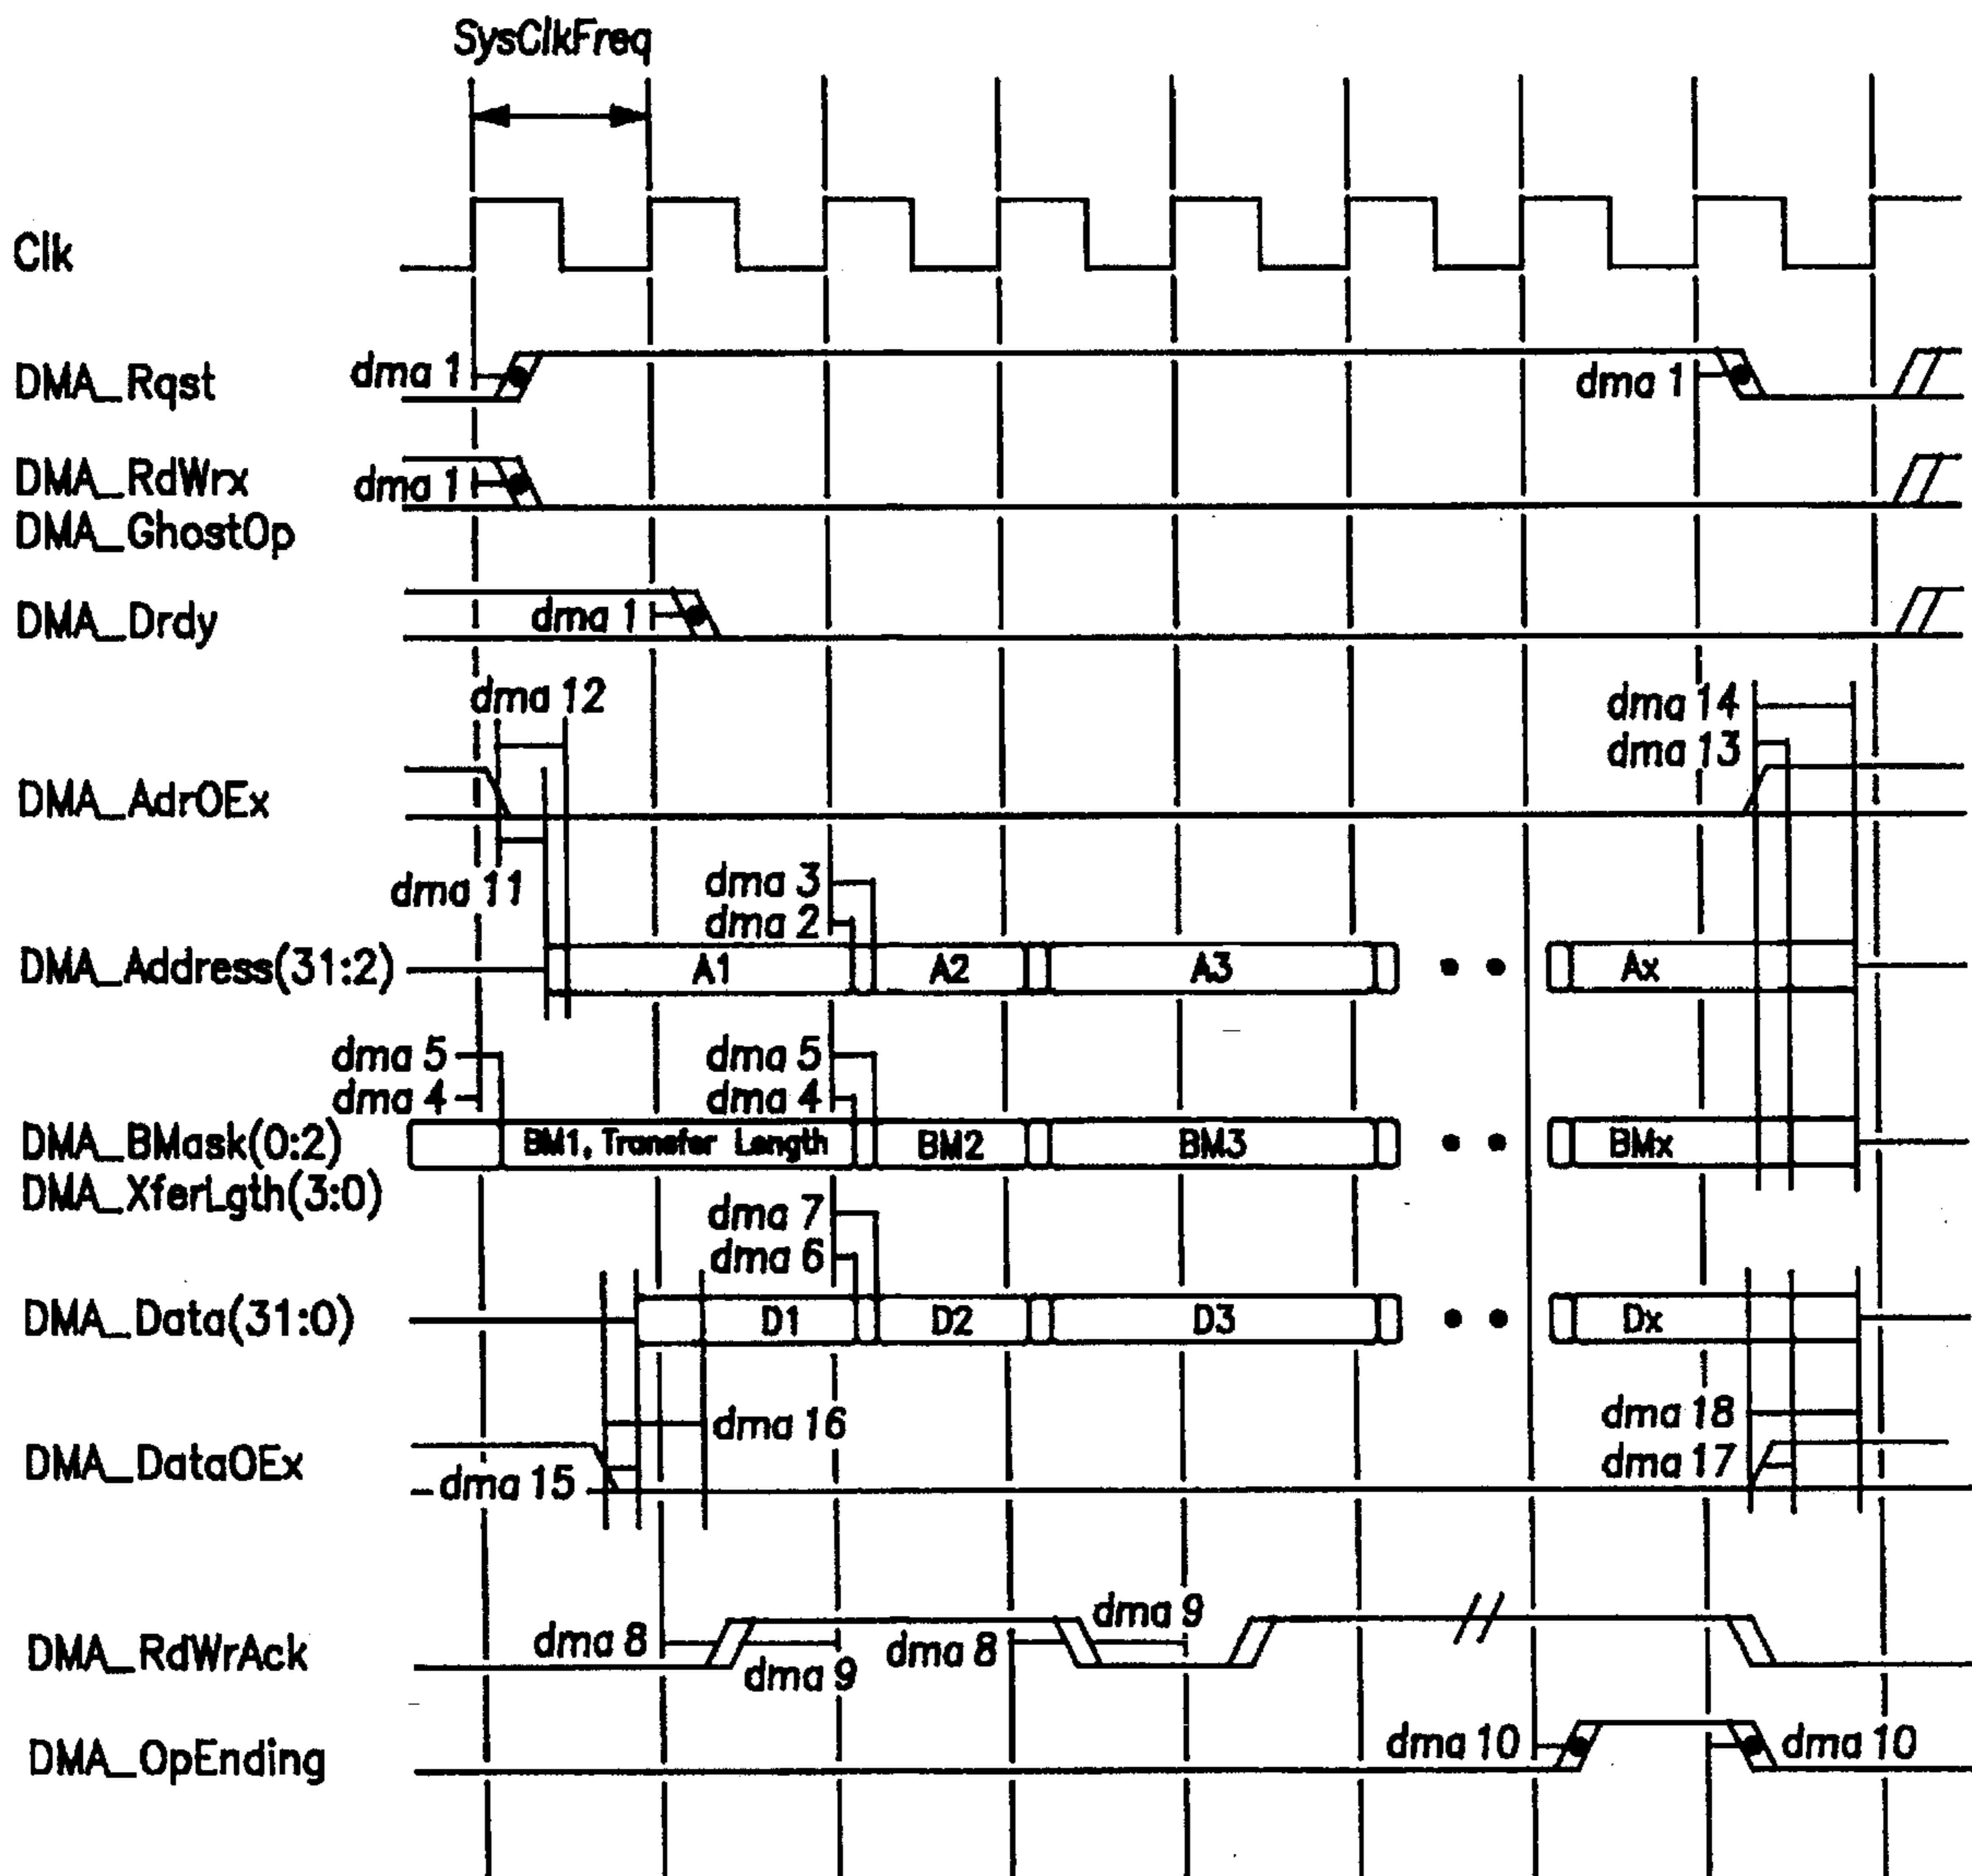 SysClkFreq
Clk
DMA_Rqst
dma 1
dma 1
DMA_RdWrx
dma 1
DMA_GhostOp
DMA_Drdy
dma 1
dma 12
dma 14
dma 13
DMA_AdrOEx
dma 11
dma 3
dma 2
DMA_Address(31:2)
A1
A2
A3
Ax
dma 5
dma 5
dma 4
dma 4
DMA_BMask(0:2)
BM1, Transfer Length
BM2
BM3
BMx
DMA_XferLgth(3:0)
dma 7
dma 6
DMA_Data(31:0)
D1
D2
D3
Dx
dma 16
dma 18
DMA_DataOEx
dma 15
dma 17
dma 9
DMA_RdWrAck
dma 8
dma 8
dma 9
DMA_OpEnding
dma 10
dma 10